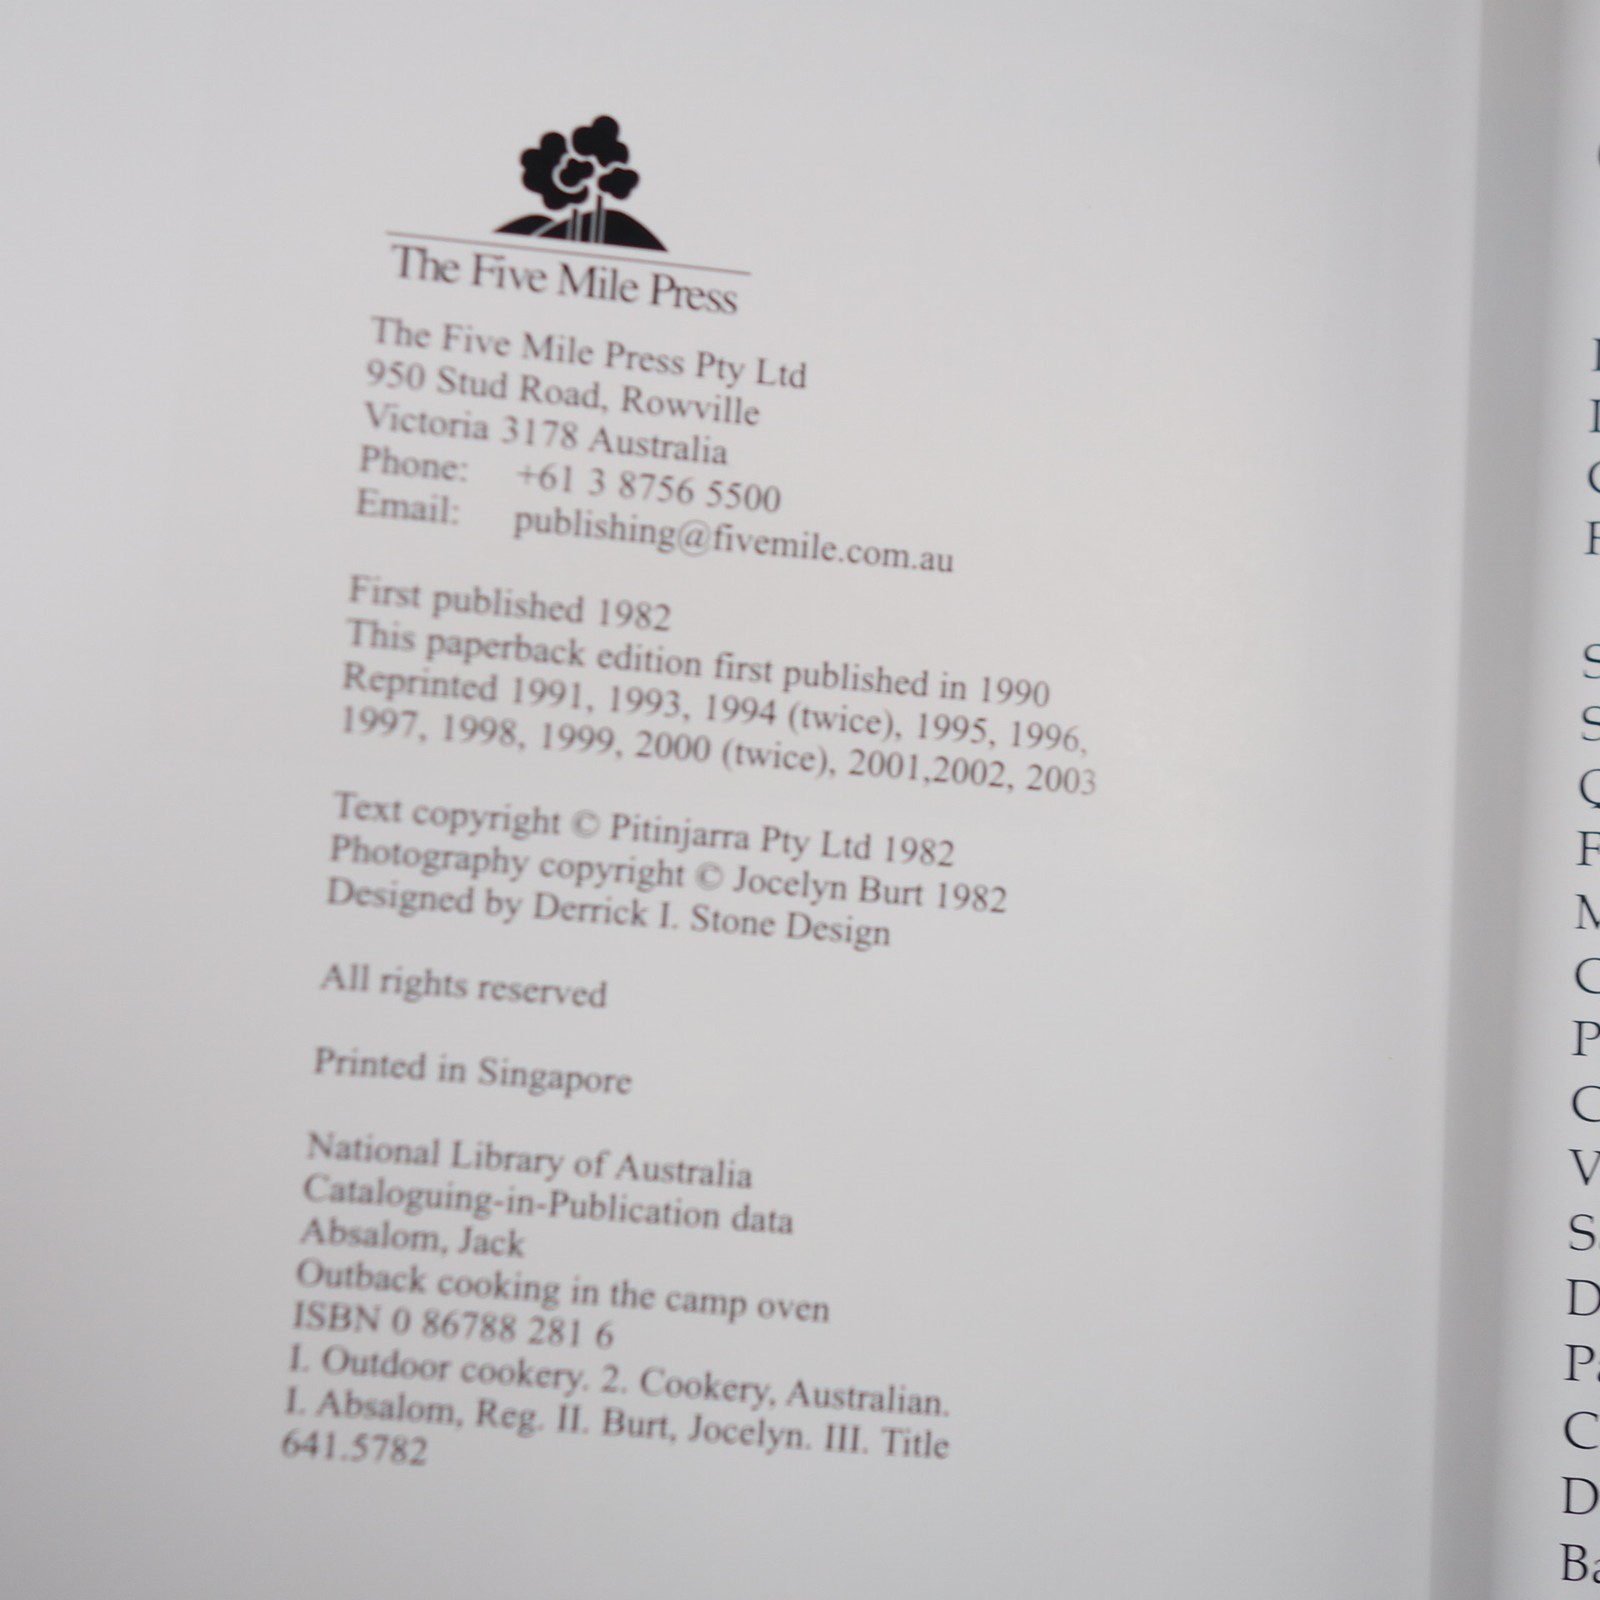 The Five Mile Press
The Five Mile Press Pty Ltd
950 Stud Road, Rowville
Victoria 3178 Australia
Phone: +61 3 8756 5500
Email: publishing@fivemile.com.au
First published 1982
This paperback edition first published in 1990
Reprinted 1991, 1993, 1994 (twice), 1995, 1996,
1997, 1998, 1999, 2000 (twice), 2001,2002, 2003
Text copyright © Pitinjarra Pty Ltd 1982
Photography copyright © Jocelyn Burt 1982
Designed by Derrick I. Stone Design
All rights reserved
Printed in Singapore
National Library of Australia
Cataloguing-in-Publication data
Absalom, Jack
Outback cooking in the camp oven
ISBN 0 86788 281 6
I. Outdoor cookery. 2. Cookery, Australian.
I. Absalom, Reg. II. Burt, Jocelyn. III. Title
641.5782